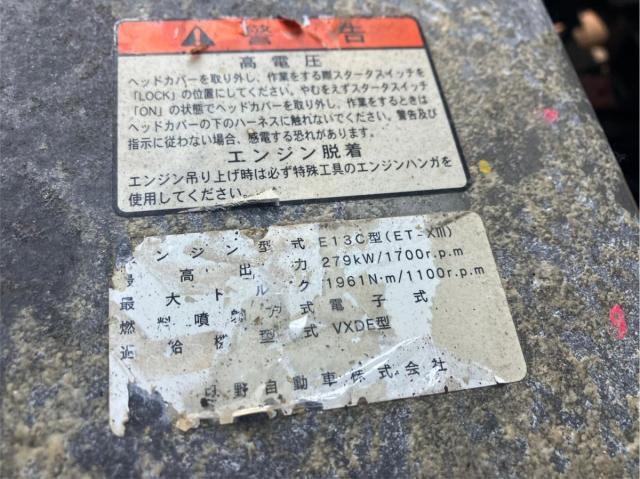 警告
高電圧
ヘッドカバーを取り外し、作業をする際スタータスイッチを
「LOCK」の位置にしてください。やむをえずスタータスイッチ
「ON」の状態でヘッドカバーを取り外し、作業をするときは
ヘッドカバーの下のハーネスに触れないでください。警告及び
指示に従わない場合、感電する恐れがあります。
エンジン脱着
エンジン吊り上げ時は必ず特殊工具のエンジンハンガを
使用してください。
ンジン型式 E13C型(ET-XIII)
最高出力 279kW/1700r.p.m
最大トルク 1961N·m/1100r.p.m
燃料噴 式 電子式
過給機型式 VXDE型
日野自動車株式会社